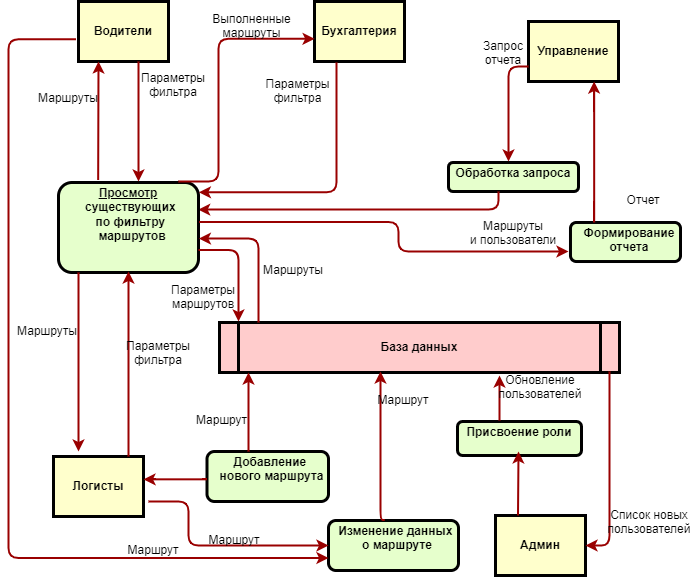 Водители
Выполненные
маршруты
Бухгалтерия
Запрос
отчета
Управление
Маршруты
Параметры
фильтра
Параметры
фильтра
Обработка запроса
Просмотр
существующих
по фильтру
маршрутов
Отчет
Маршруты
и пользователи
Формирование
отчета
Маршруты
Параметры
маршрутов
Маршруты
Параметры
фильтра
База данных
Обновление
пользователей
Маршрут
Маршрут
Присвоение роли
Логисты
Добавление
нового маршрута
Список новых
пользователей
Маршрут
Маршрут
Изменение данных
о маршруте
Админ